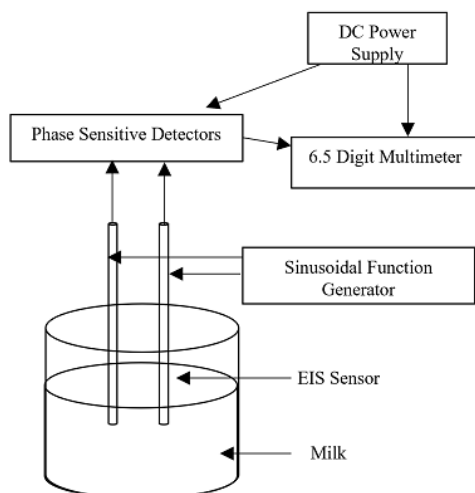 DC Power
Supply
Phase Sensitive Detectors
6.5 Digit Multimeter
Sinusoidal Function
Generator
EIS Sensor
Milk